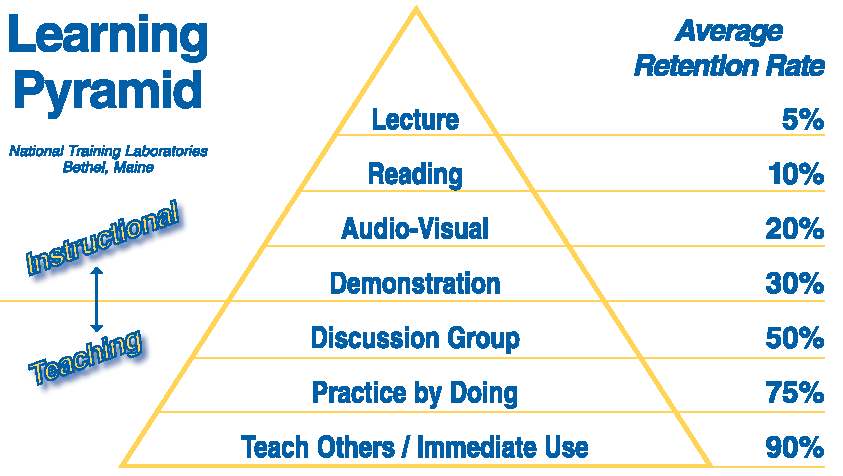 Learning
Pyramid
National Training Laboratories
Bethel, Maine
Instructional
Teaching
Average
Retention Rate
Lecture 5%
Reading 10%
Audio-Visual 20%
Demonstration 30%
Discussion Group 50%
Practice by Doing 75%
Teach Others / Immediate Use 90%